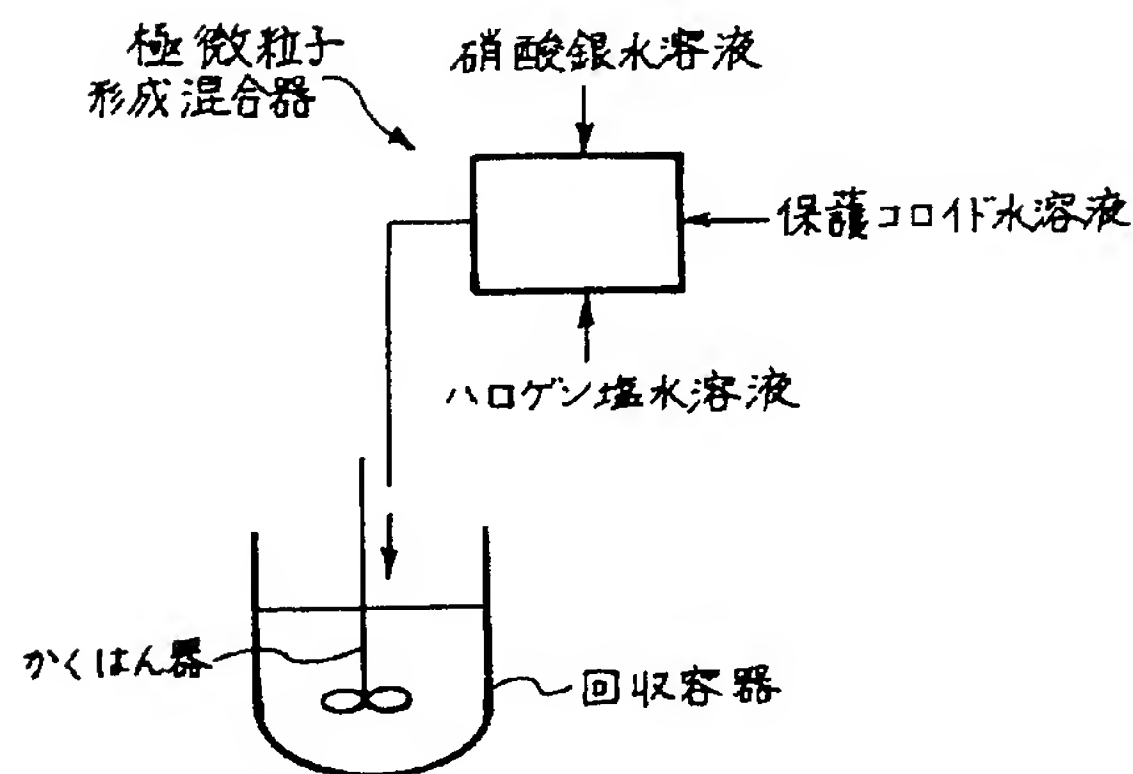 極微粒子
形成混合器
硝酸銀水溶液
保護コロイド水溶液
ハロゲン塩水溶液
かくはん器
回収容器